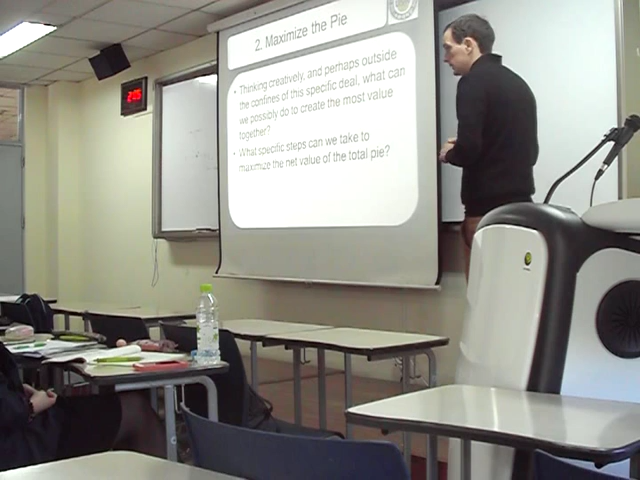 2. Maximize the Pie
• Thinking creatively, and perhaps outside
the confines of this specific deal, what can
we possibly do to create the most value
together?
• What specific steps can we take to
maximize the net value of the total pie?